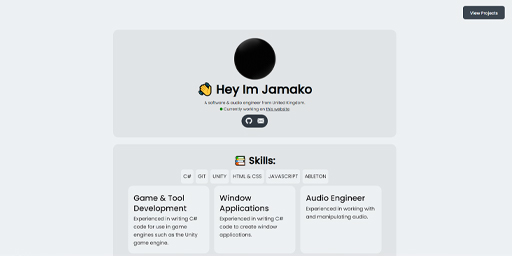 View Projects
👋 Hey Im Jamako
A software & audio engineer from United Kingdom.
Currently working on this website
📚 Skills:
C# GIT UNITY HTML & CSS JAVASCRIPT ABLETON
Game & Tool
Development
Experienced in writing C#
code for use in game
engines such as the Unity
game engine.
Window
Applications
Experienced in writing C#
code to create window
applications.
Audio Engineer
Experienced in working with
and manipulating audio.